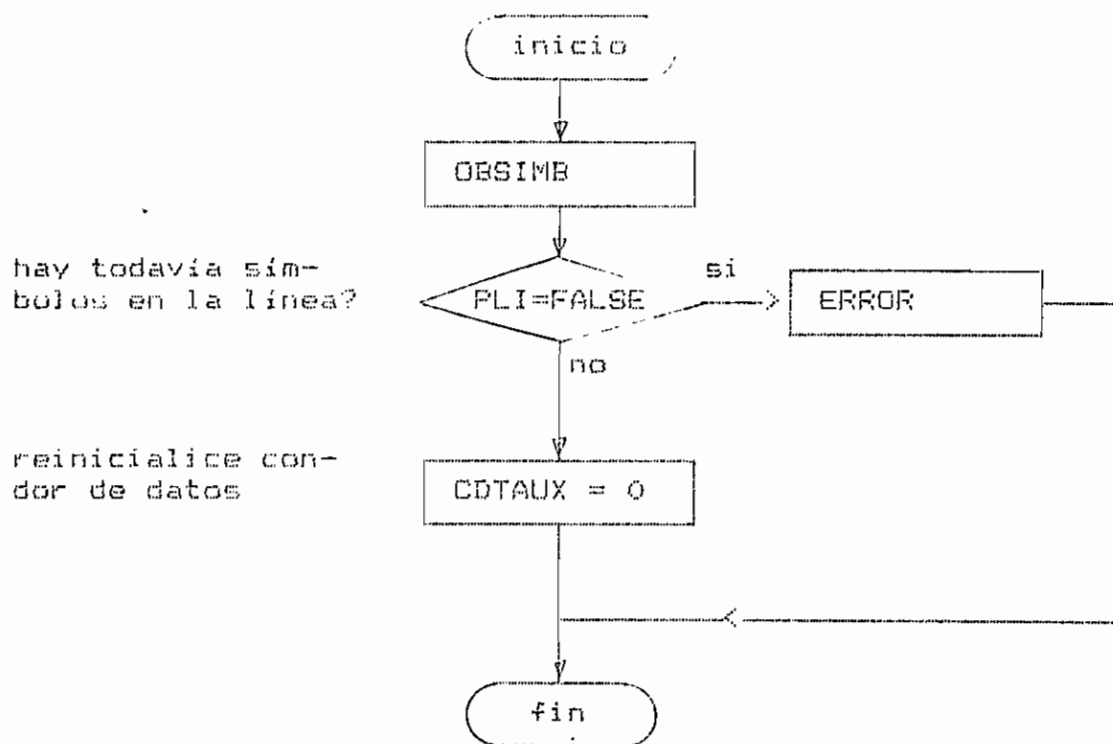 inicio
OBSIMB
hay todavía sím-
bolos en la línea?
PLI=FALSE
si
ERROR
no
reinicialice con-
dor de datos
CDTAUX = 0
fin